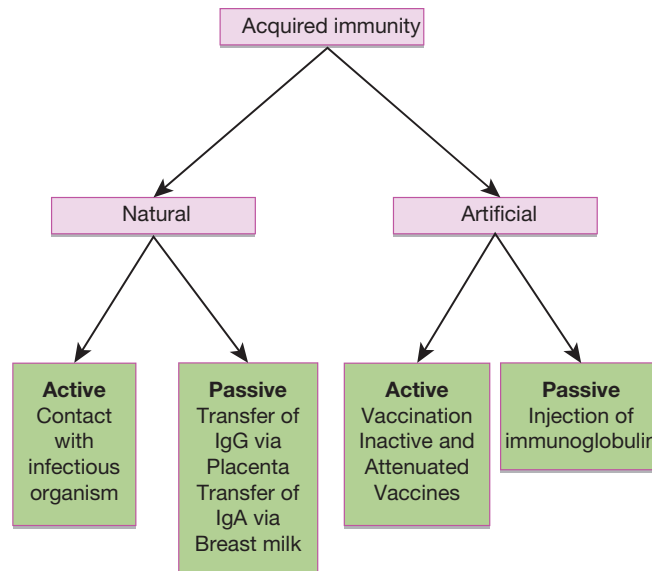 Acquired immunity
Natural
Artificial
Active
Contact
with
infectious
organism
Passive
Transfer of
IgG via
Placenta
Transfer of
IgA via
Breast milk
Active
Vaccination
Inactive and
Attenuated
Vaccines
Passive
Injection of
immunoglobulin